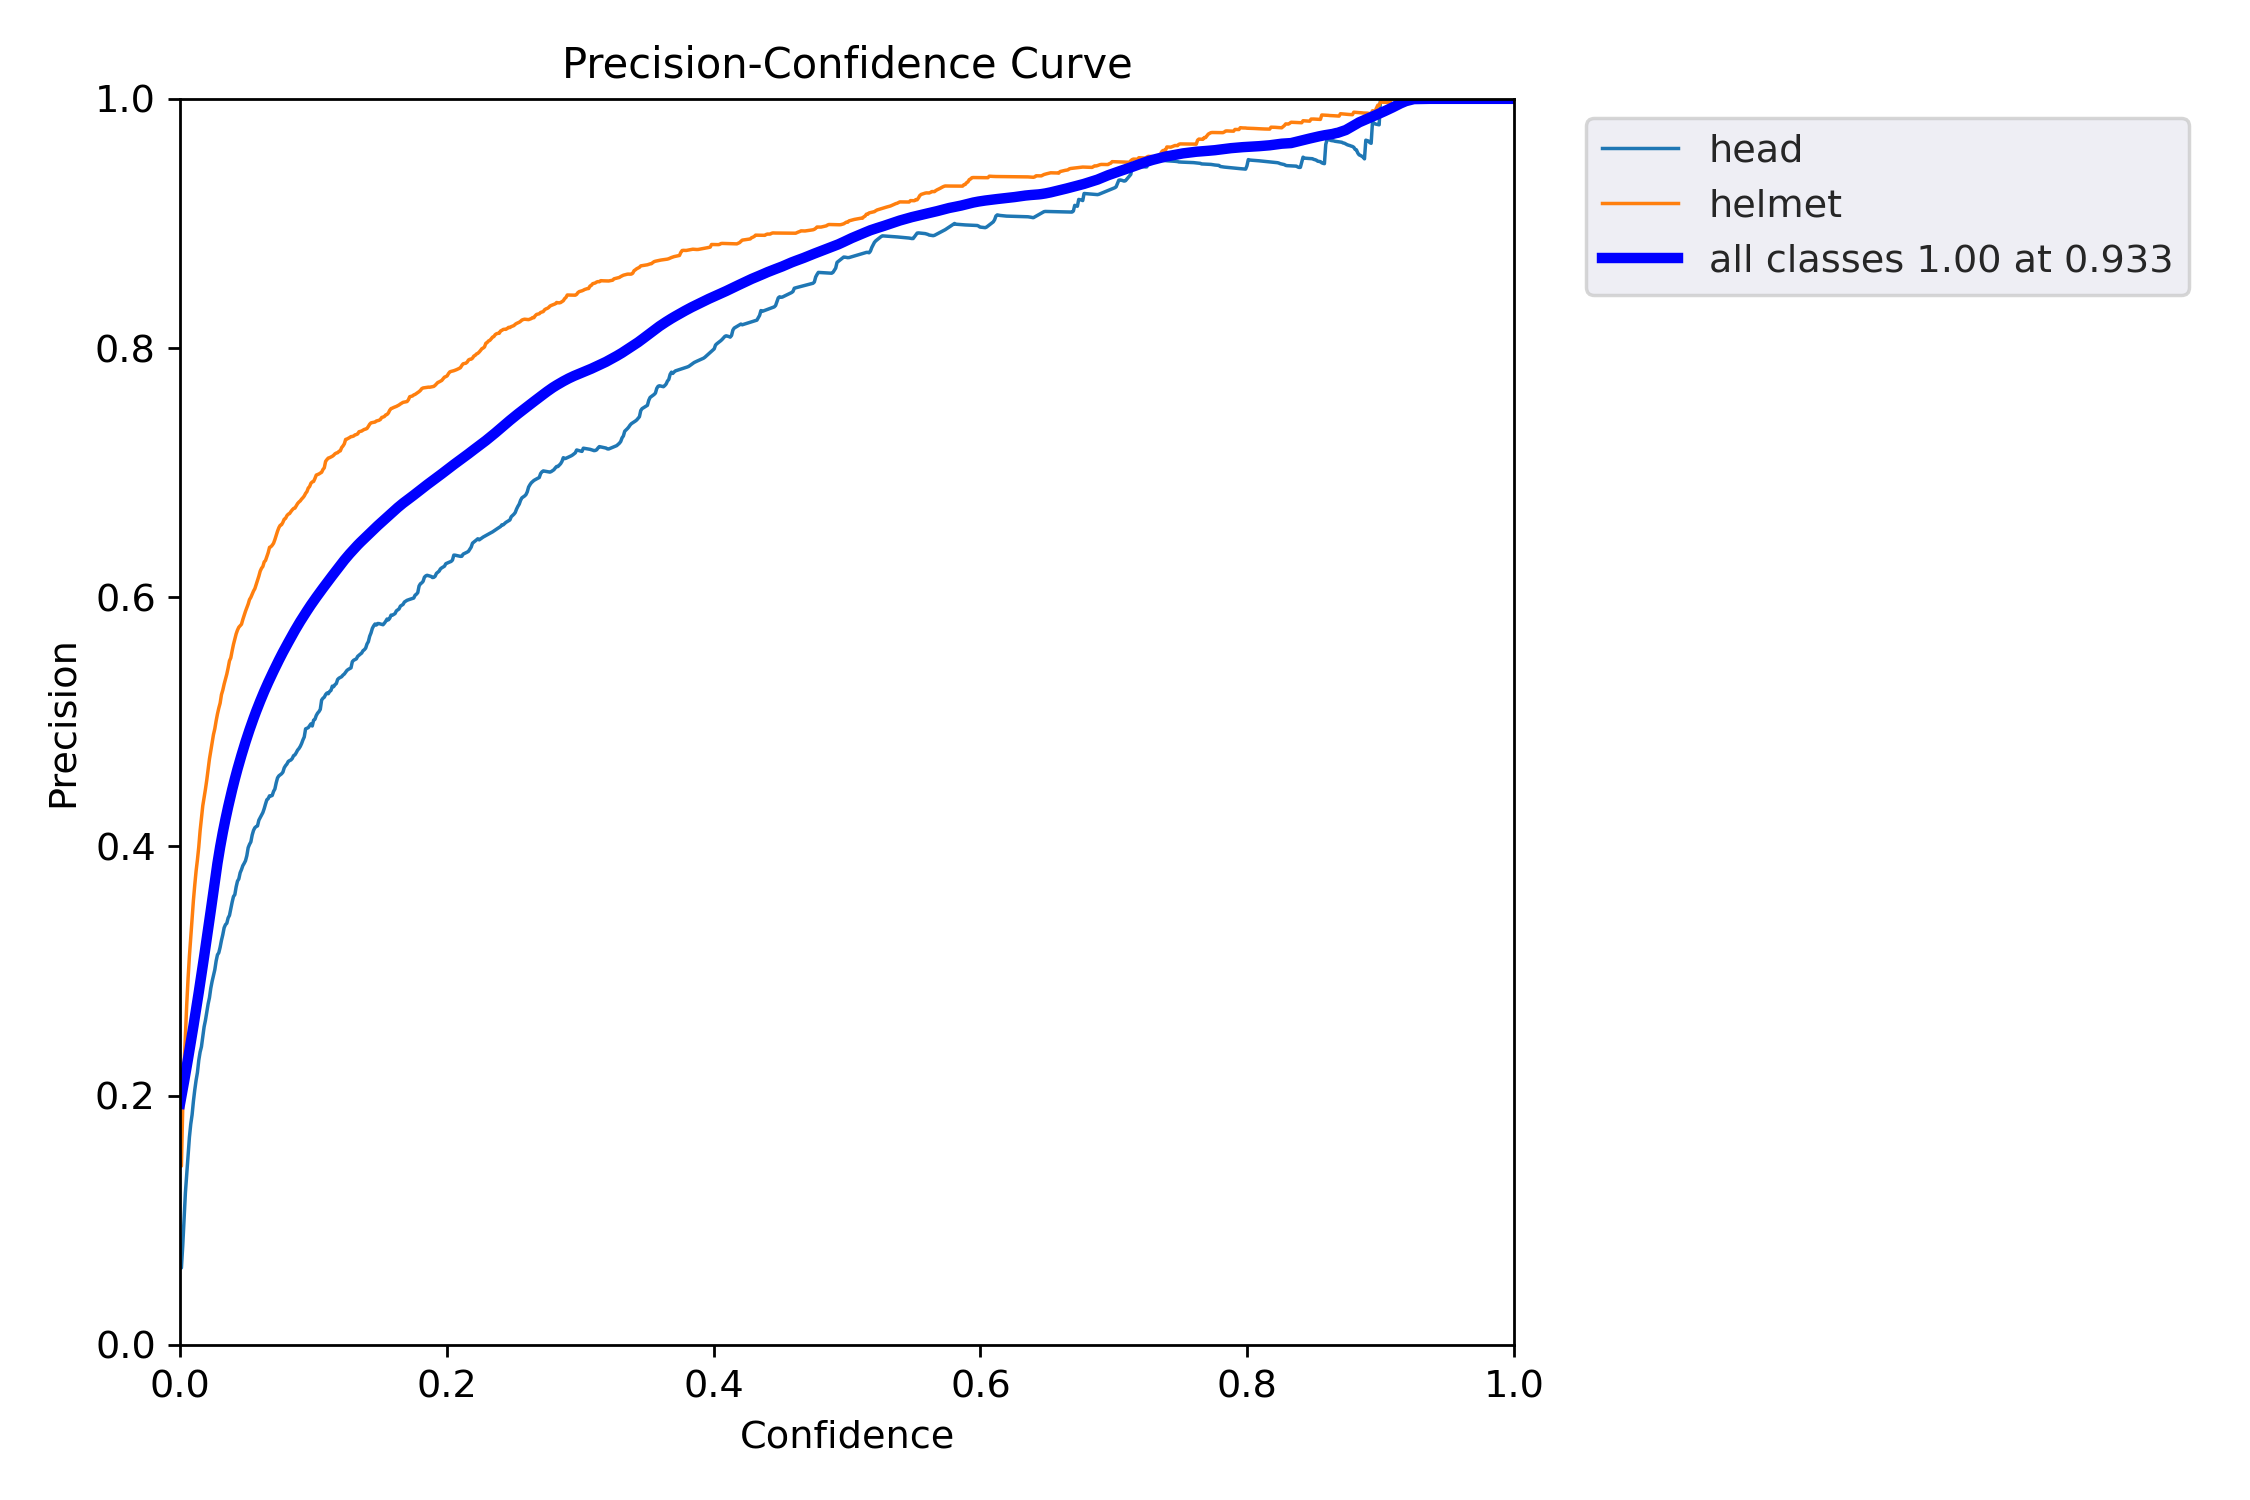 Precision-Confidence Curve
1.0
0.8
0.6
0.4
0.2
0.0
Precision
0.0 0.2 0.4 0.6 0.8 1.0
Confidence
head
helmet
all classes 1.00 at 0.933